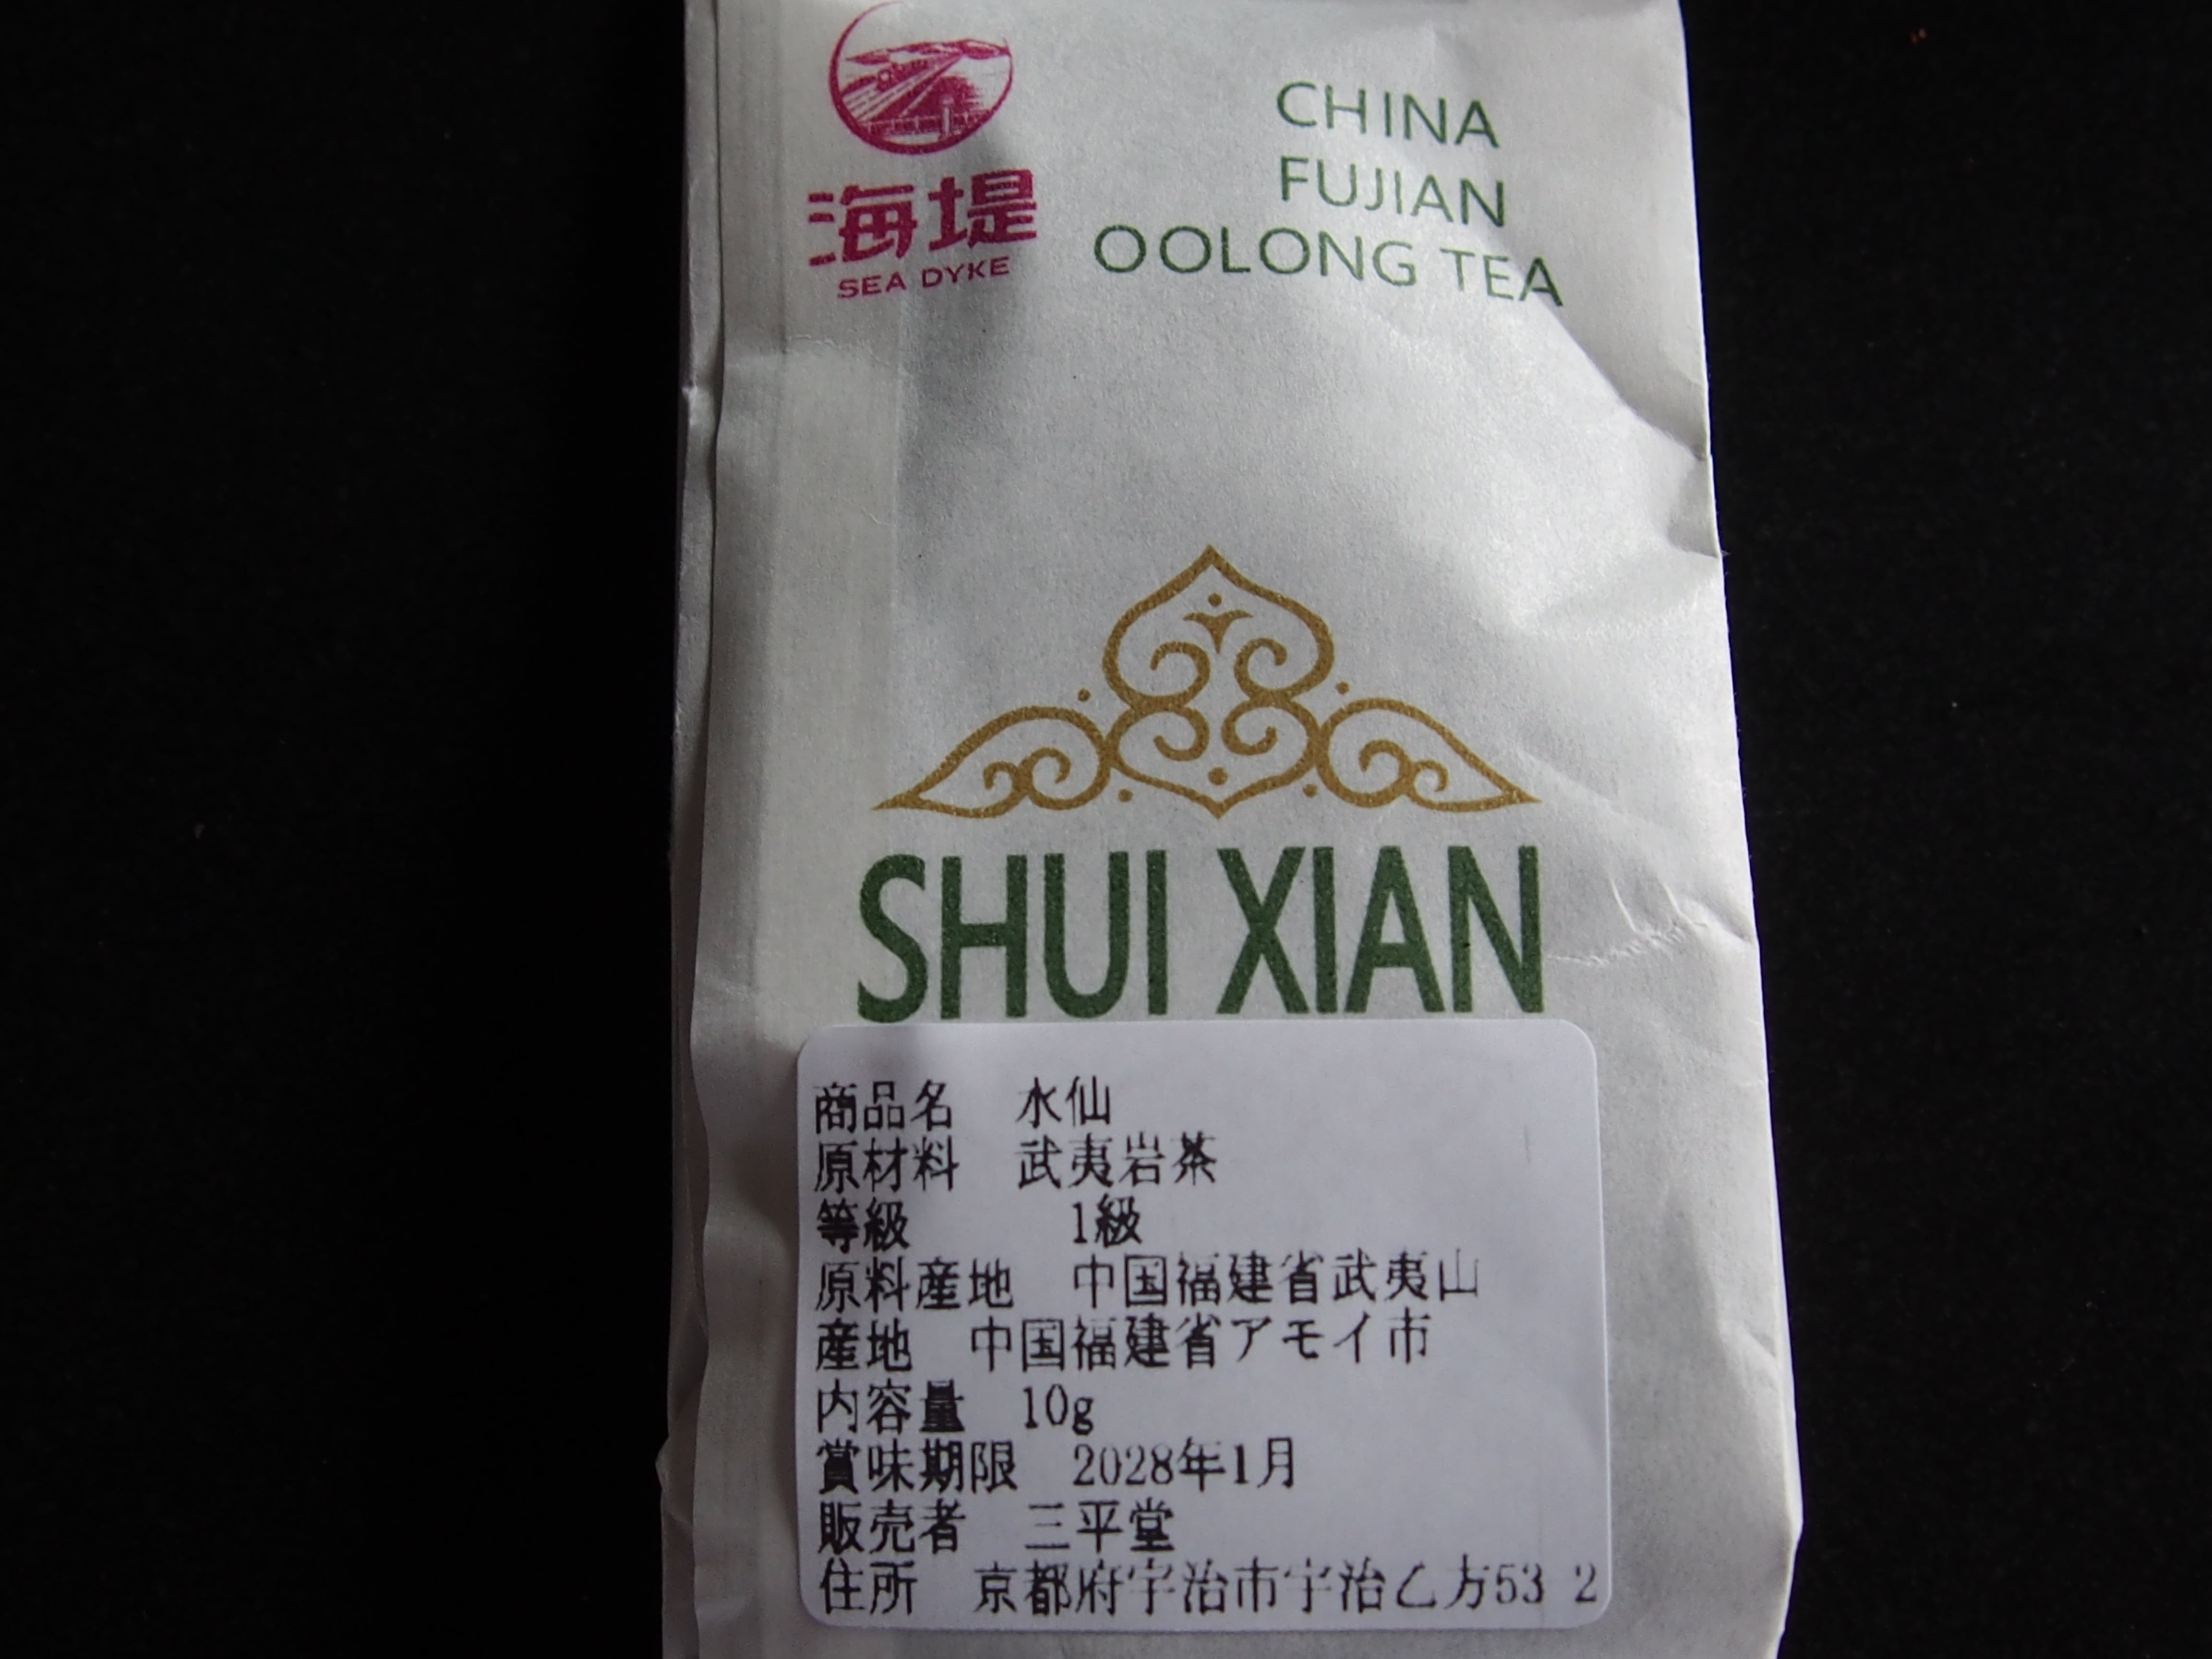 海堤
SEA DYKE
CHINA
FUJIAN
OOLONG TEA
SHUI XIAN
商品名 水仙
原材料 武夷岩茶
等級 1級
原料産地 中国福建省武夷山
産地 中国福建省アモイ市
内容量 10g
賞味期限 2028年1月
販売者 三平堂
住所 京都府宇治市宇治乙方53 2